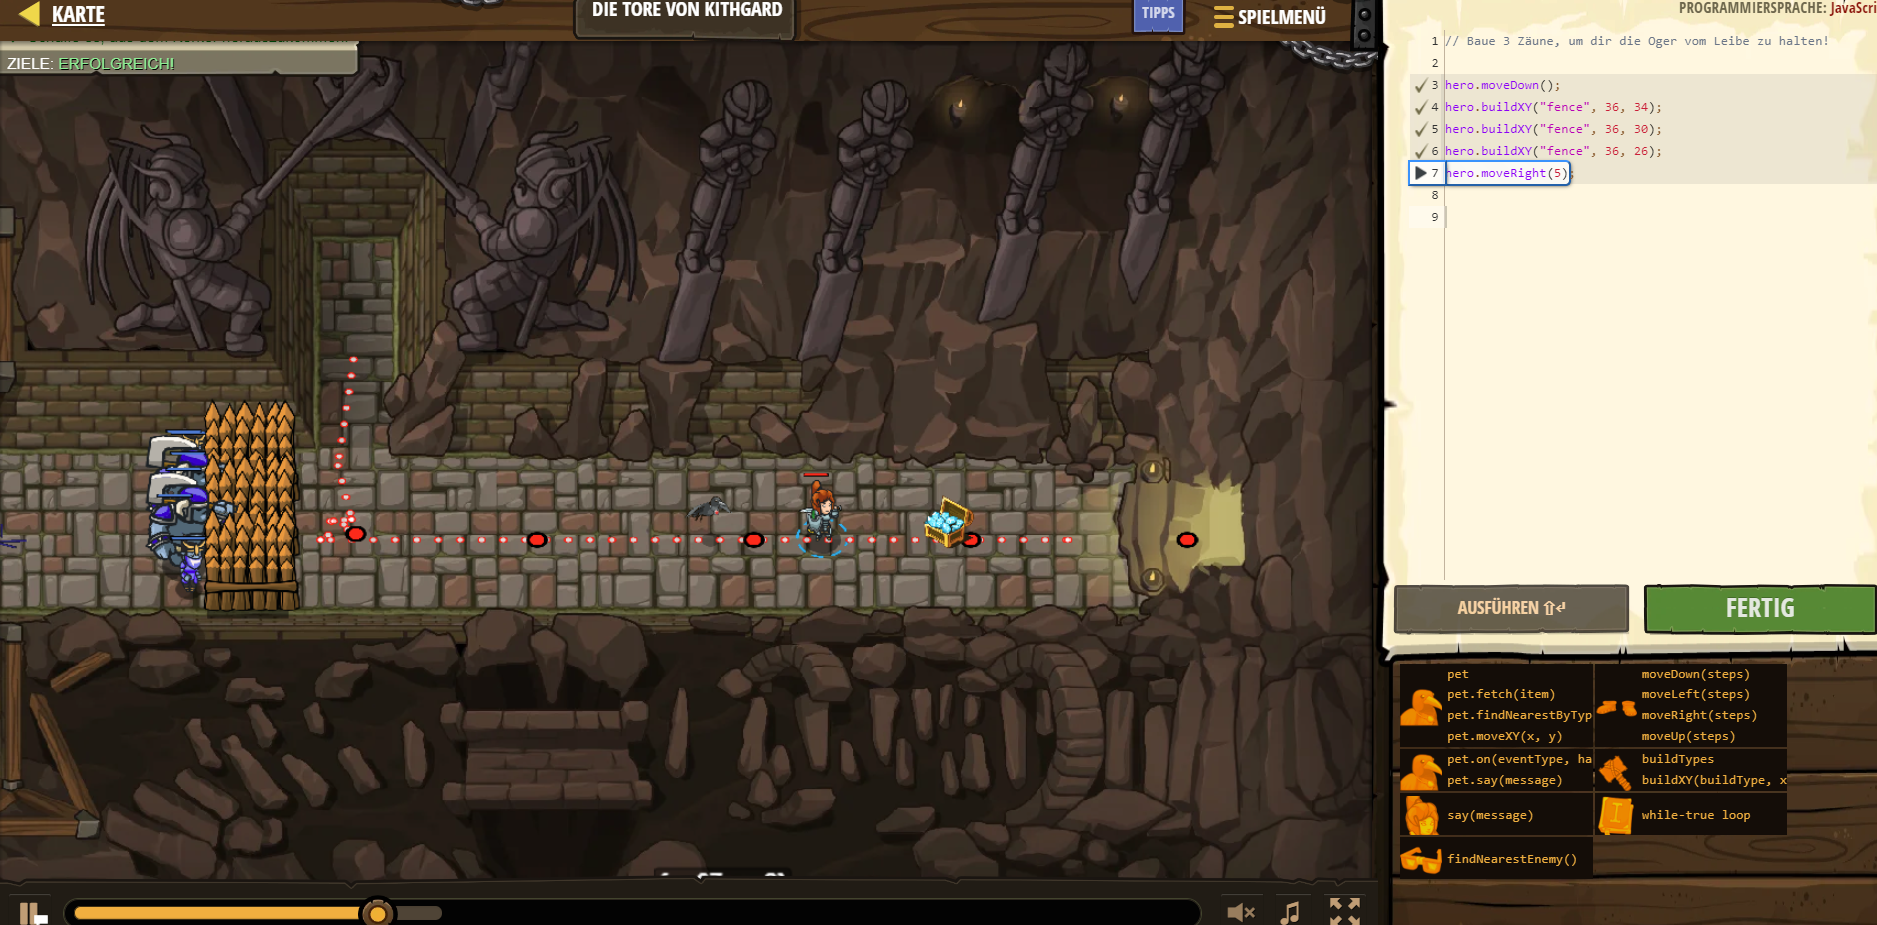 KARTE
DIE TORE VON KITHGARD
TIPPS
SPIELMENÜ
PROGRAMMIERSPRACHE: JavaScri
ZIELE: ERFOLGREICH!
1 // Baue 3 Zäune, um dir die Oger vom Leibe zu halten!
2
3 hero.moveDown();
4 hero.buildXY("fence", 36, 34);
5 hero.buildXY("fence", 36, 30);
6 hero.buildXY("fence", 36, 26);
7 hero.moveRight(5);
8
9
AUSFÜHREN ⇧↵
FERTIG
pet
pet.fetch(item)
pet.findNearestByTyp
pet.moveXY(x, y)
pet.on(eventType, ha
pet.say(message)
say(message)
findNearestEnemy()
moveDown(steps)
moveLeft(steps)
moveRight(steps)
moveUp(steps)
buildTypes
buildXY(buildType, x
while-true loop